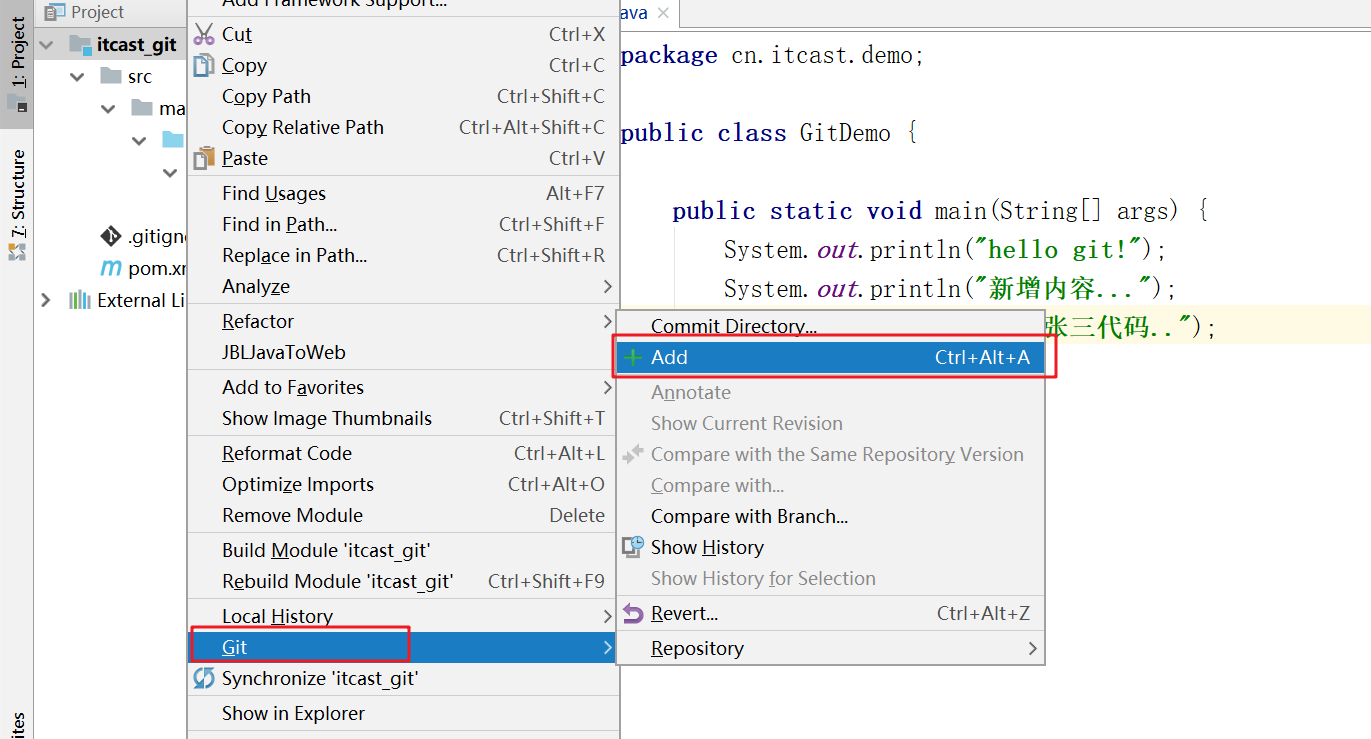 Project
1: Project
7: Structure
itcast_git
src
pom.
External Li
Add Framework Support...
Cut Ctrl+X
Copy Ctrl+C
Copy Path Ctrl+Shift+C
Copy Relative Path Ctrl+Alt+Shift+C
Paste Ctrl+V
Find Usages Alt+F7
Find in Path... Ctrl+Shift+F
Replace in Path... Ctrl+Shift+R
Analyze
Refactor
JBLJavaToWeb
Add to Favorites
Show Image Thumbnails Ctrl+Shift+T
Reformat Code Ctrl+Alt+L
Optimize Imports Ctrl+Alt+O
Remove Module Delete
Build Module 'itcast_git'
Rebuild Module 'itcast_git' Ctrl+Shift+F9
Local History
Git
Synchronize 'itcast_git'
Show in Explorer
Commit Directory...
Add Ctrl+Alt+A
Annotate
Show Current Revision
Compare with the Same Repository Version
Compare with...
Compare with Branch...
Show History
Show History for Selection
Revert... Ctrl+Alt+Z
Repository
ava
package cn.itcast.demo;
public class GitDemo {
public static void main(String[] args) {
System.out.println("hello git!");
System.out.println("新增内容...");
张三代码..");